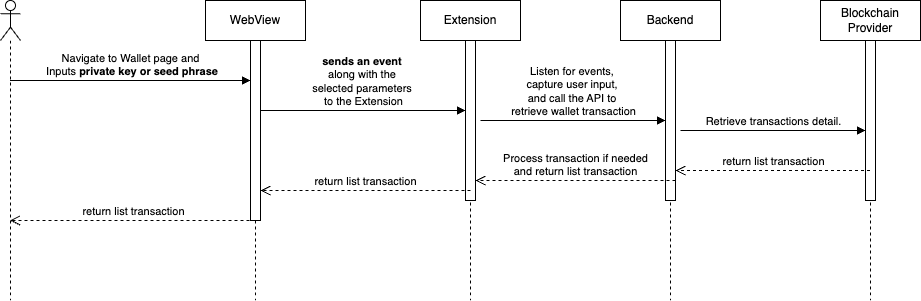 WebView
Extension
Backend
Blockchain
Provider
Navigate to Wallet page and
Inputs private key or seed phrase
sends an event
along with the
selected parameters
to the Extension
Listen for events,
capture user input,
and call the API to
retrieve wallet transaction
Retrieve transactions detail.
return list transaction
Process transaction if needed
and return list transaction
return list transaction
return list transaction